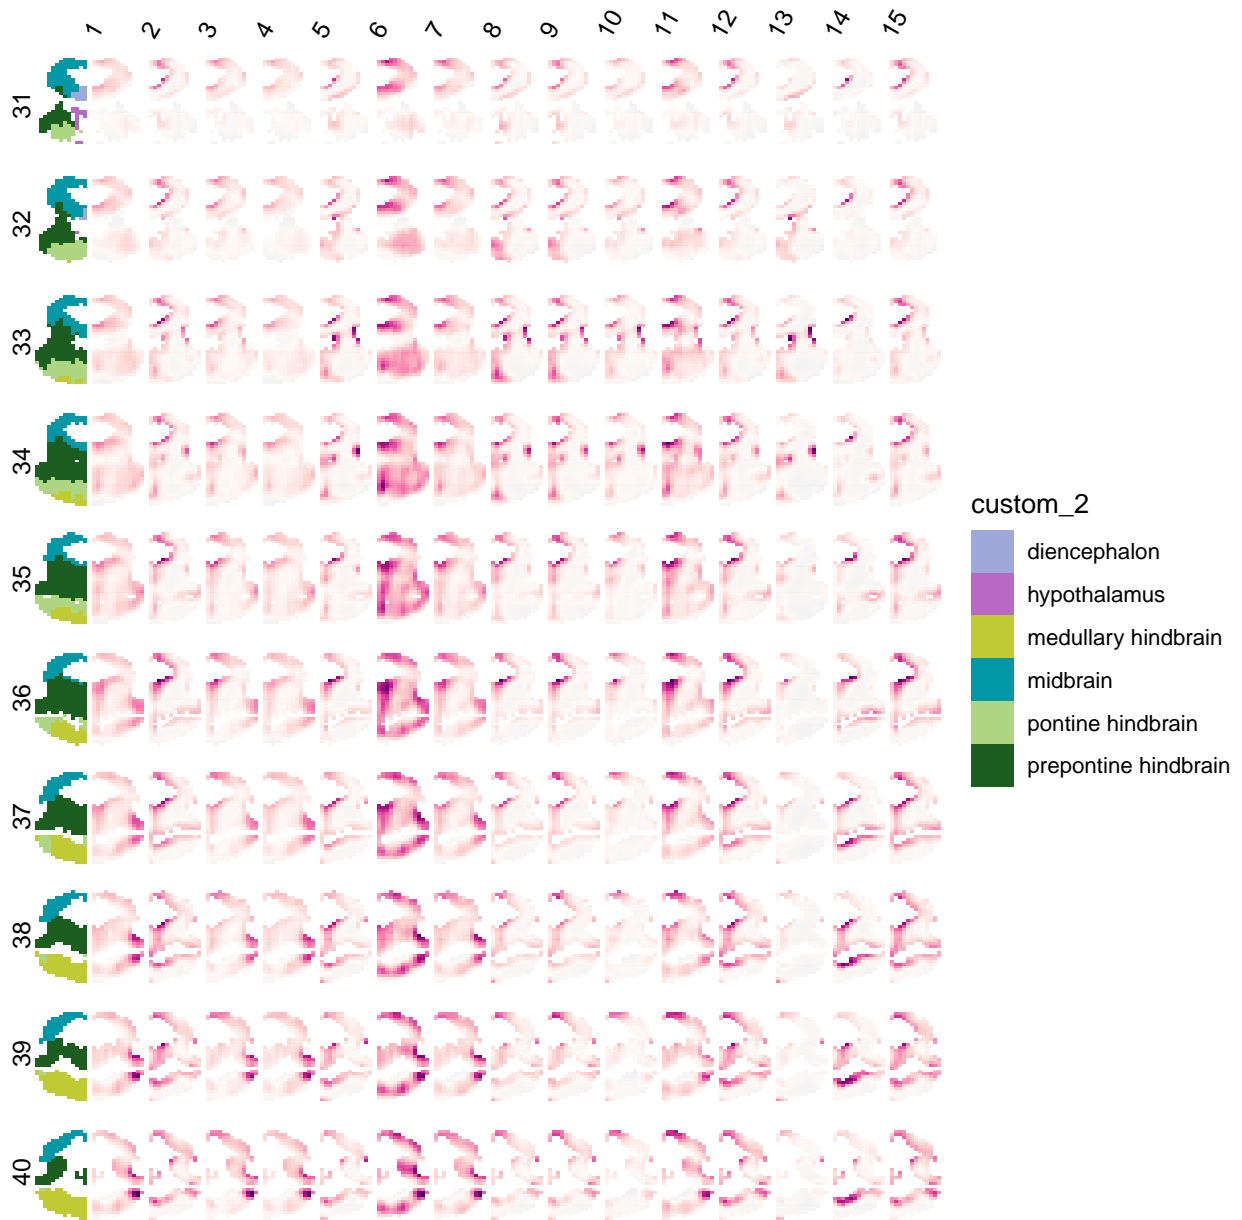 1 2 3 4 5 6 7 8 9 10 11 12 13 14 15
31
32
33
34
35
36
37
38
39
40
custom_2
diencephalon
hypothalamus
medullary hindbrain
midbrain
pontine hindbrain
prepontine hindbrain